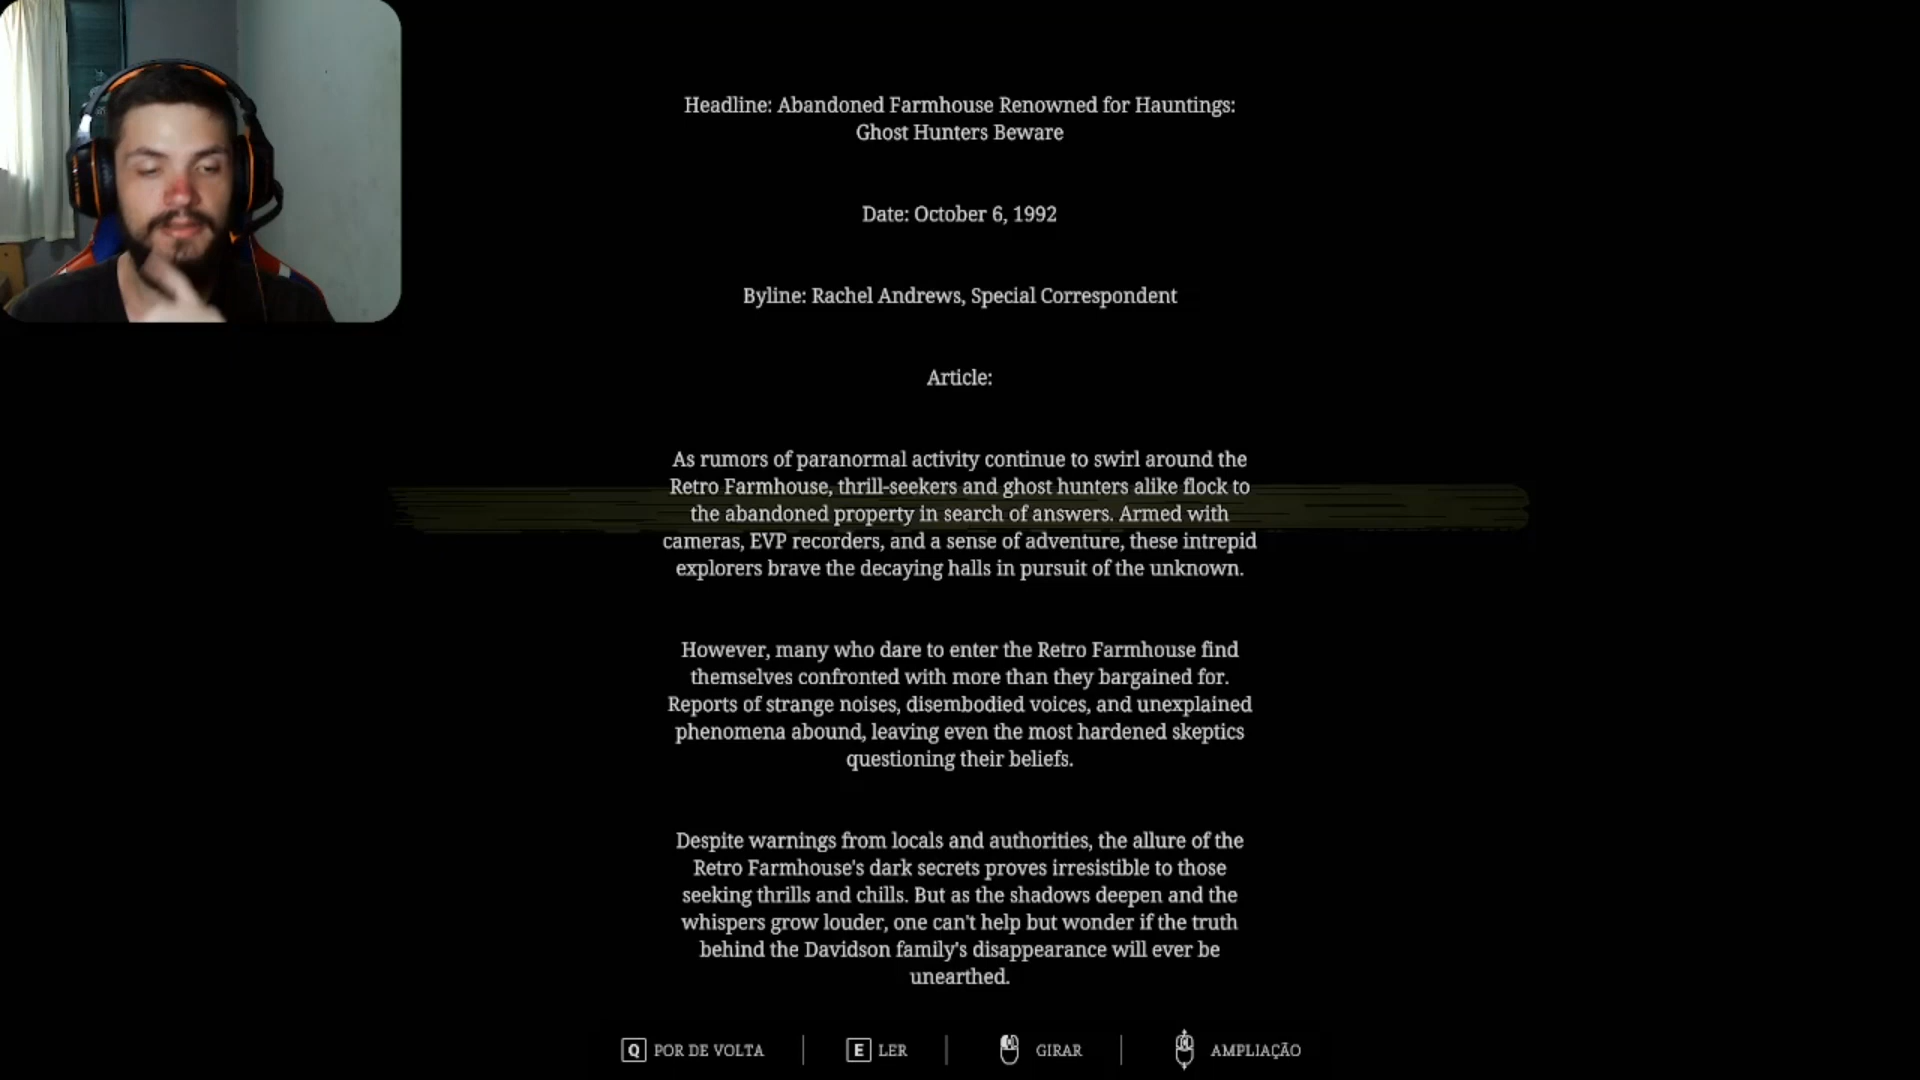 Headline: Abandoned Farmhouse Renowned for Hauntings:
Ghost Hunters Beware
Date: October 6, 1992
Byline: Rachel Andrews, Special Correspondent
Article:
As rumors of paranormal activity continue to swirl around the
Retro Farmhouse, thrill-seekers and ghost hunters alike flock to
the abandoned property in search of answers. Armed with
cameras, EVP recorders, and a sense of adventure, these intrepid
explorers brave the decaying halls in pursuit of the unknown.
However, many who dare to enter the Retro Farmhouse find
themselves confronted with more than they bargained for.
Reports of strange noises, disembodied voices, and unexplained
phenomena abound, leaving even the most hardened skeptics
questioning their beliefs.
Despite warnings from locals and authorities, the allure of the
Retro Farmhouse's dark secrets proves irresistible to those
seeking thrills and chills. But as the shadows deepen and the
whispers grow louder, one can't help but wonder if the truth
behind the Davidson family's disappearance will ever be
unearthed.
Q POR DE VOLTA E LER GIRAR AMPLIAÇÃO